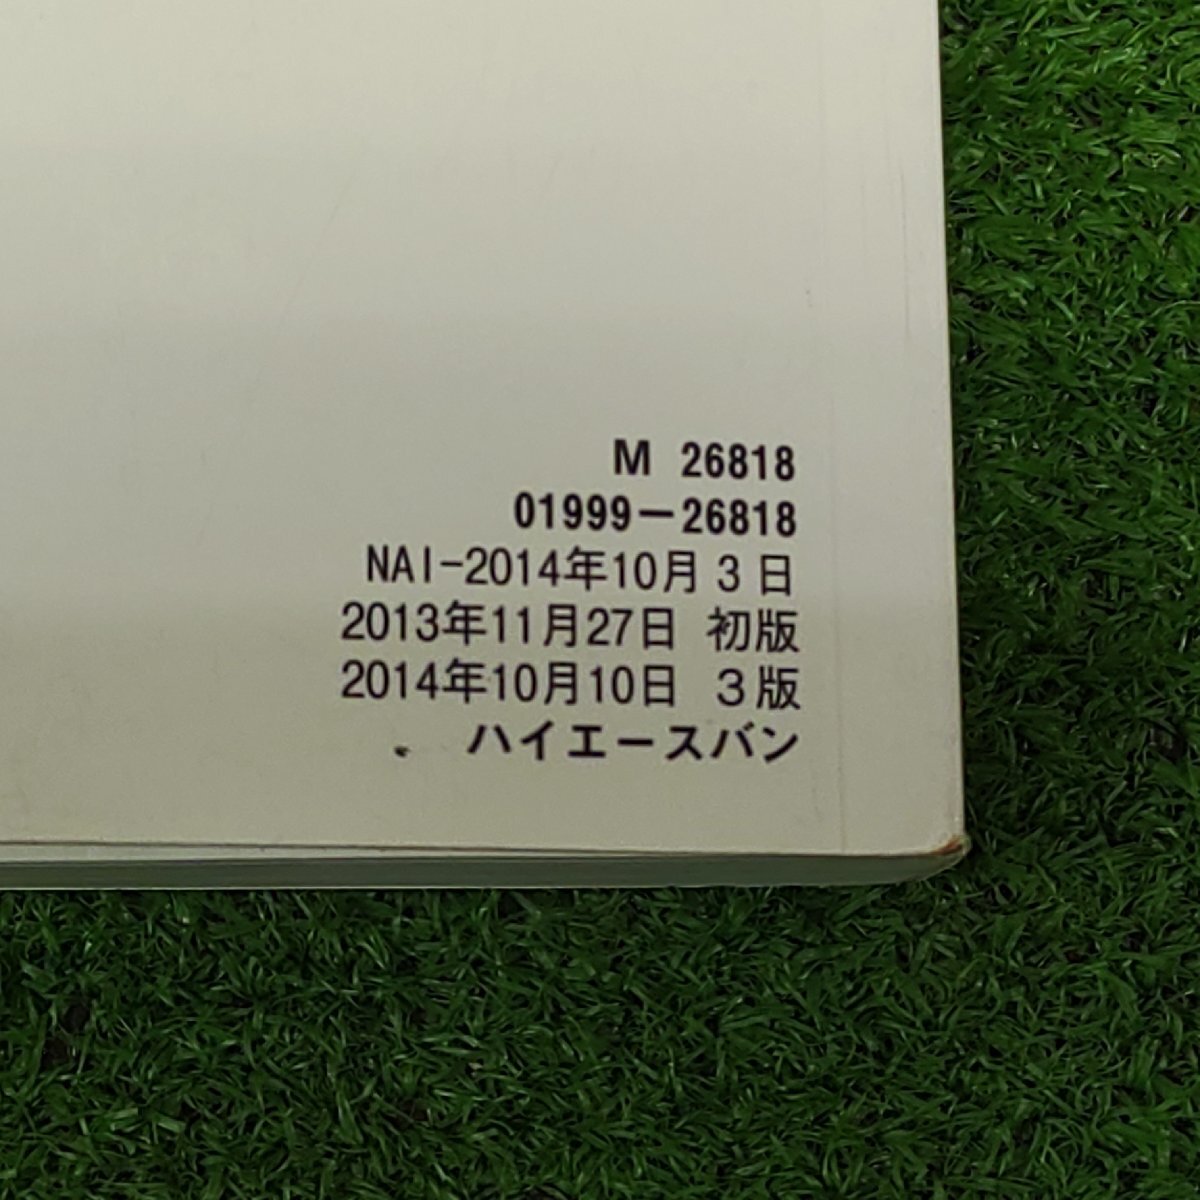 M 26818
01999-26818
NAI-2014年10月3日
2013年11月27日 初版
2014年10月10日 3版
ハイエースバン